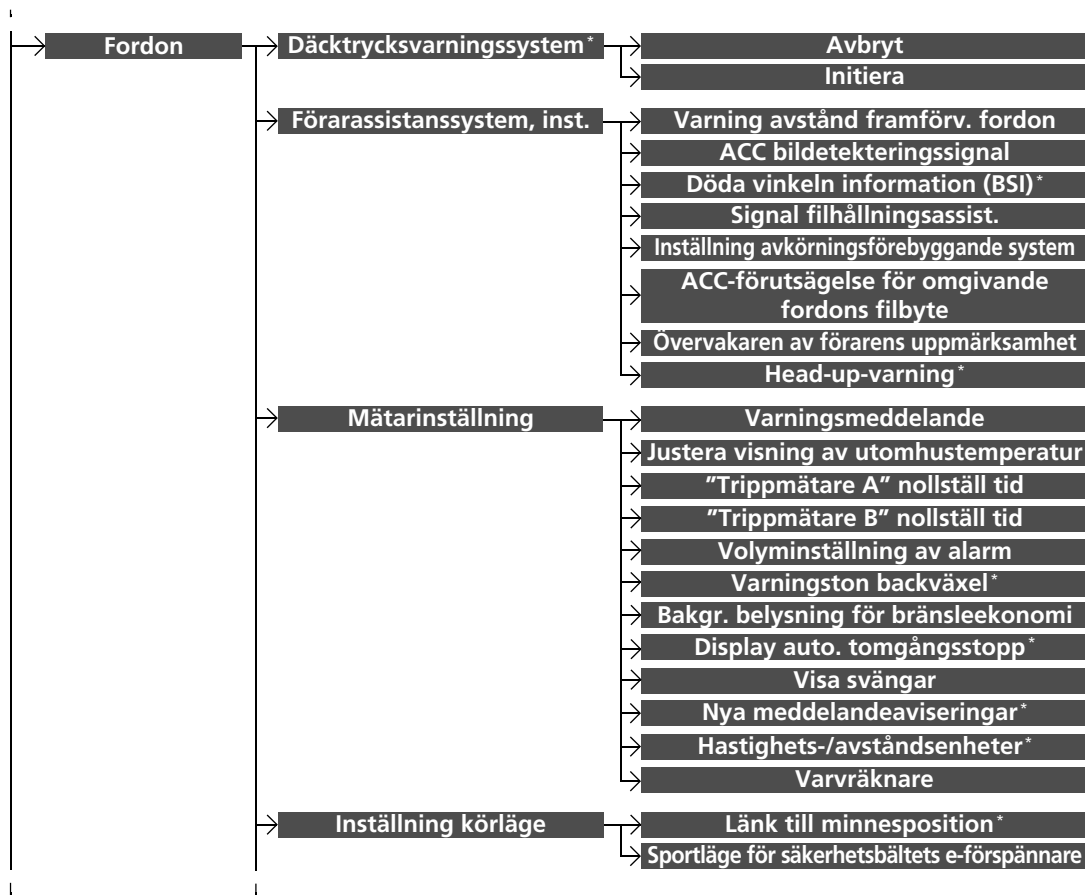 Fordon
Däcktrycksvarningssystem*
Avbryt
Initiera
Förarassistanssystem, inst.
Varning avstånd framförv. fordon
ACC bildetekteringssignal
Döda vinkeln information (BSI)*
Signal filhållningsassist.
Inställning avkörningsförebyggande system
ACC-förutsägelse för omgivande
fordons filbyte
Övervakaren av förarens uppmärksamhet
Head-up-varning*
Mätarinställning
Varningsmeddelande
Justera visning av utomhustemperatur
"Trippmätare A" nollställ tid
"Trippmätare B" nollställ tid
Volyminställning av alarm
Varningston backväxel*
Bakgr. belysning för bränsleekonomi
Display auto. tomgångsstopp*
Visa svängar
Nya meddelandeaviseringar*
Hastighets-/avståndsenheter*
Varvräknare
Inställning körläge
Länk till minnesposition*
Sportläge för säkerhetsbältets e-förspännare